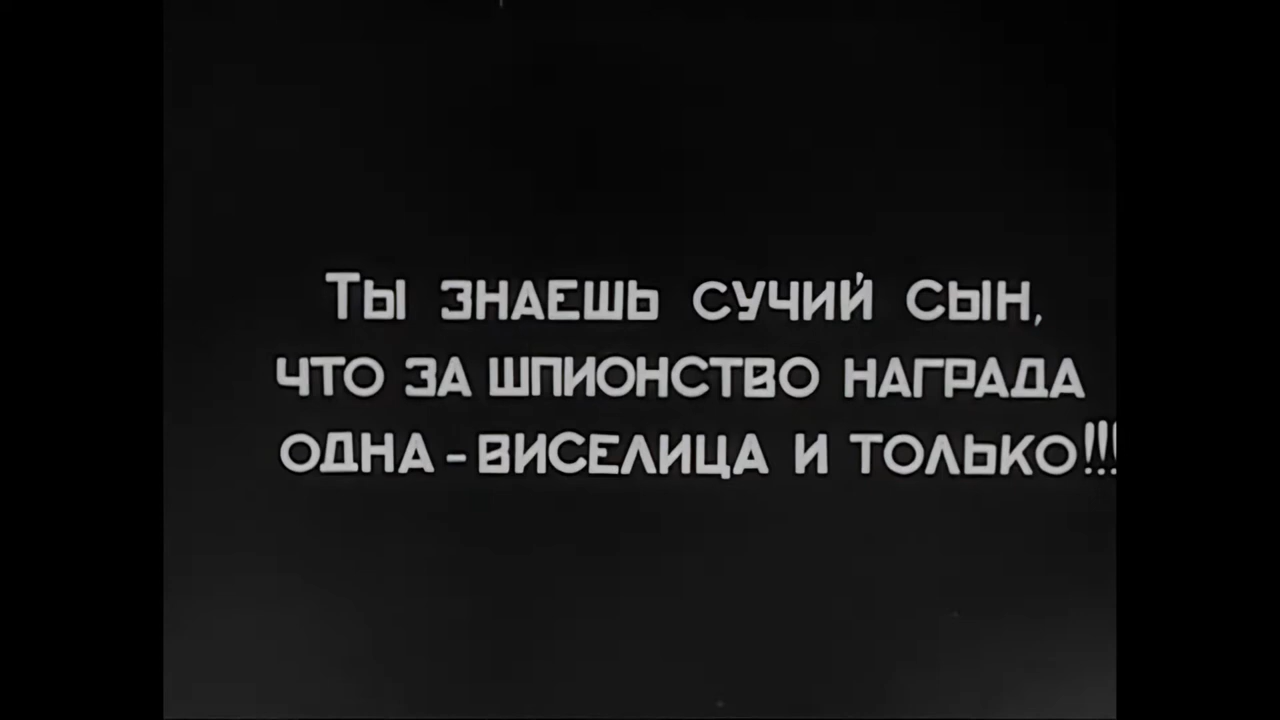 Ты знаешь сучий сын,
что за шпионство награда
одна - виселица и только!!!